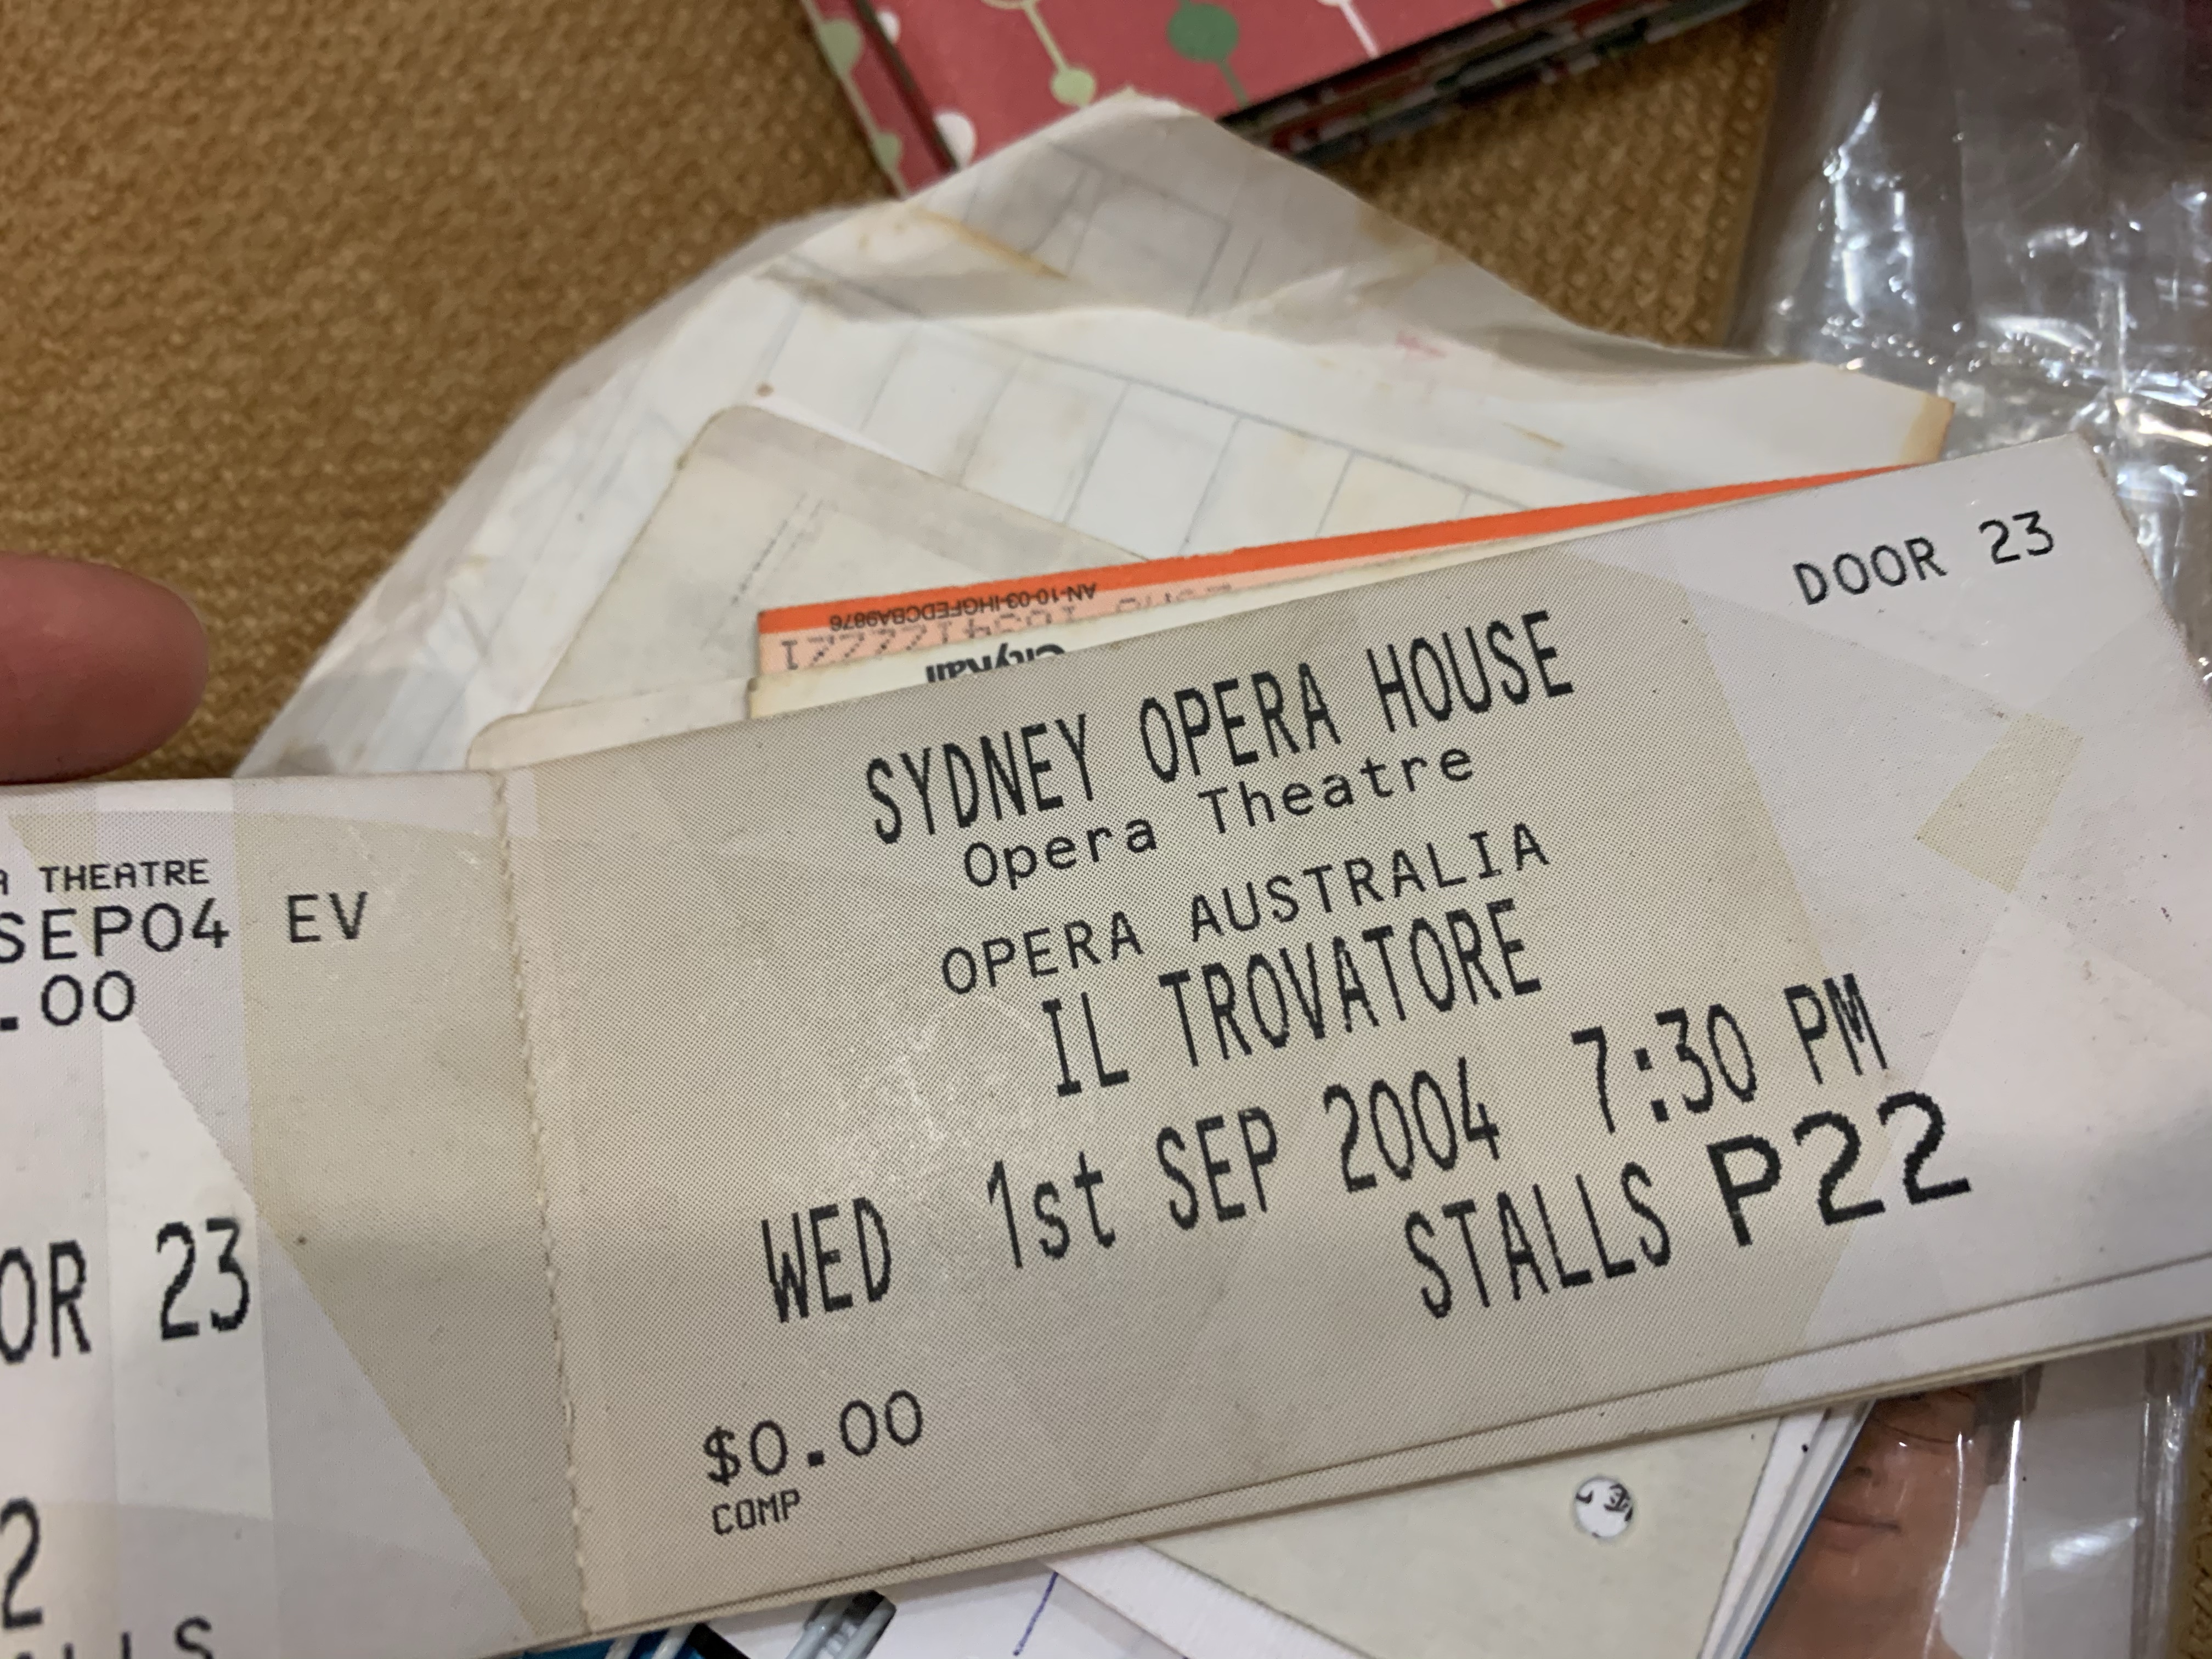 AN-10-03-IHGFEDCBA9876
CityRail
DOOR 23
SYDNEY OPERA HOUSE
Opera Theatre
OPERA AUSTRALIA
IL TROVATORE
WED 1st SEP 2004 7:30 PM
STALLS P22
$0.00
COMP
A THEATRE
SEP04 EV
.00
OR 23
2